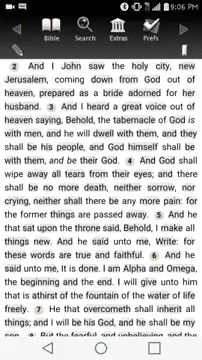 9:06 PM
Bible Search Extras Prefs
2 And I John saw the holy city, new
Jerusalem, coming down from God out of
heaven, prepared as a bride adorned for her
husband. 3 And I heard a great voice out of
heaven saying, Behold, the tabernacle of God is
with men, and he will dwell with them, and they
shall be his people, and God himself shall be
with them, and be their God. 4 And God shall
wipe away all tears from their eyes; and there
shall be no more death, neither sorrow, nor
crying, neither shall there be any more pain: for
the former things are passed away. 5 And he
that sat upon the throne said, Behold, I make all
things new. And he said unto me, Write: for
these words are true and faithful. 6 And he
said unto me, It is done. I am Alpha and Omega,
the beginning and the end. I will give unto him
that is athirst of the fountain of the water of life
freely. 7 He that overcometh shall inherit all
things; and I will be his God, and he shall be my
son. 8 But the fearful, and unbelieving, and the